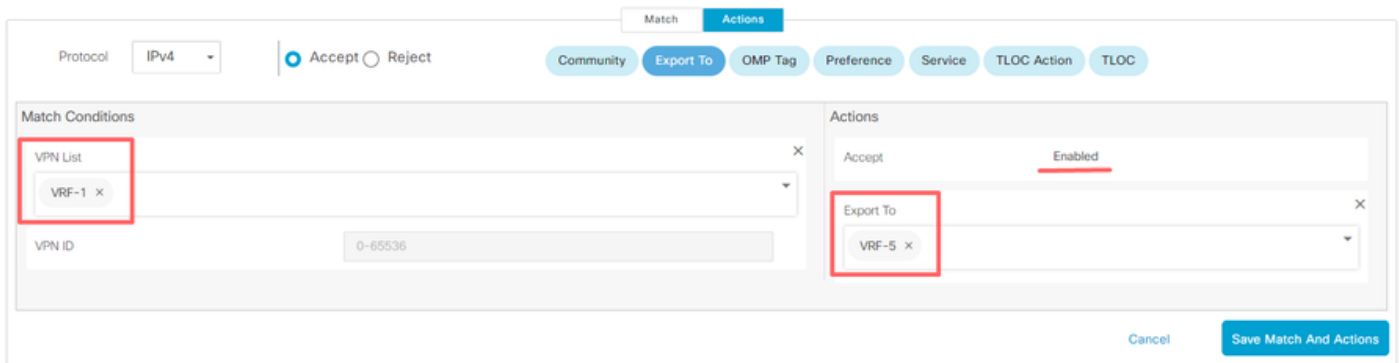 Match Actions
Protocol IPv4 Accept Reject Community Export To OMP Tag Preference Service TLOC Action TLOC
Match Conditions
VPN List ×
VRF-1 ×
VPN ID 0-65536
Actions
Accept Enabled
Export To ×
VRF-5 ×
Cancel Save Match And Actions